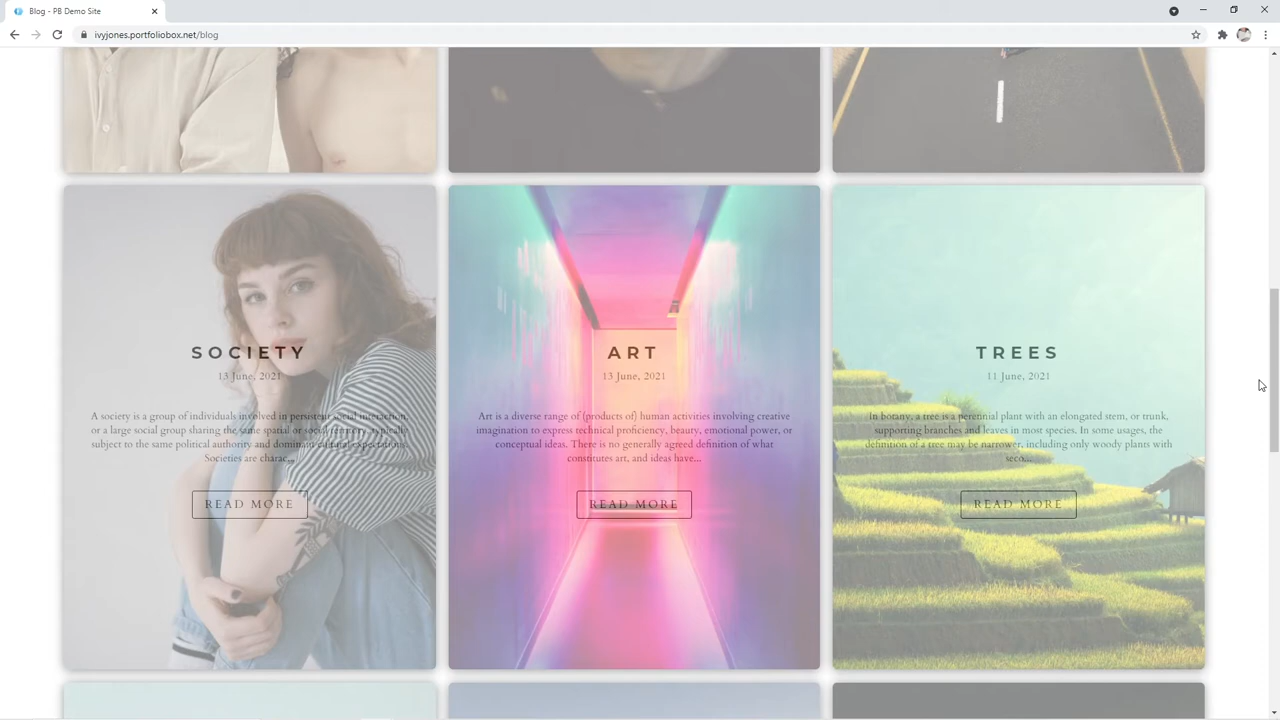 Blog - PB Demo Site
ivyjones.portfoliobox.net/blog
SOCIETY
13 June, 2021
A society is a group of individuals involved in persistent social interaction,
or a large social group sharing the same spatial or social territory, typically
subject to the same political authority and dominant cultural expectations.
Societies are charac...
READ MORE
ART
13 June, 2021
Art is a diverse range of (products of) human activities involving creative
imagination to express technical proficiency, beauty, emotional power, or
conceptual ideas. There is no generally agreed definition of what
constitutes art, and ideas have...
READ MORE
TREES
11 June, 2021
In botany, a tree is a perennial plant with an elongated stem, or trunk,
supporting branches and leaves in most species. In some usages, the
definition of a tree may be narrower, including only woody plants with
seco...
READ MORE